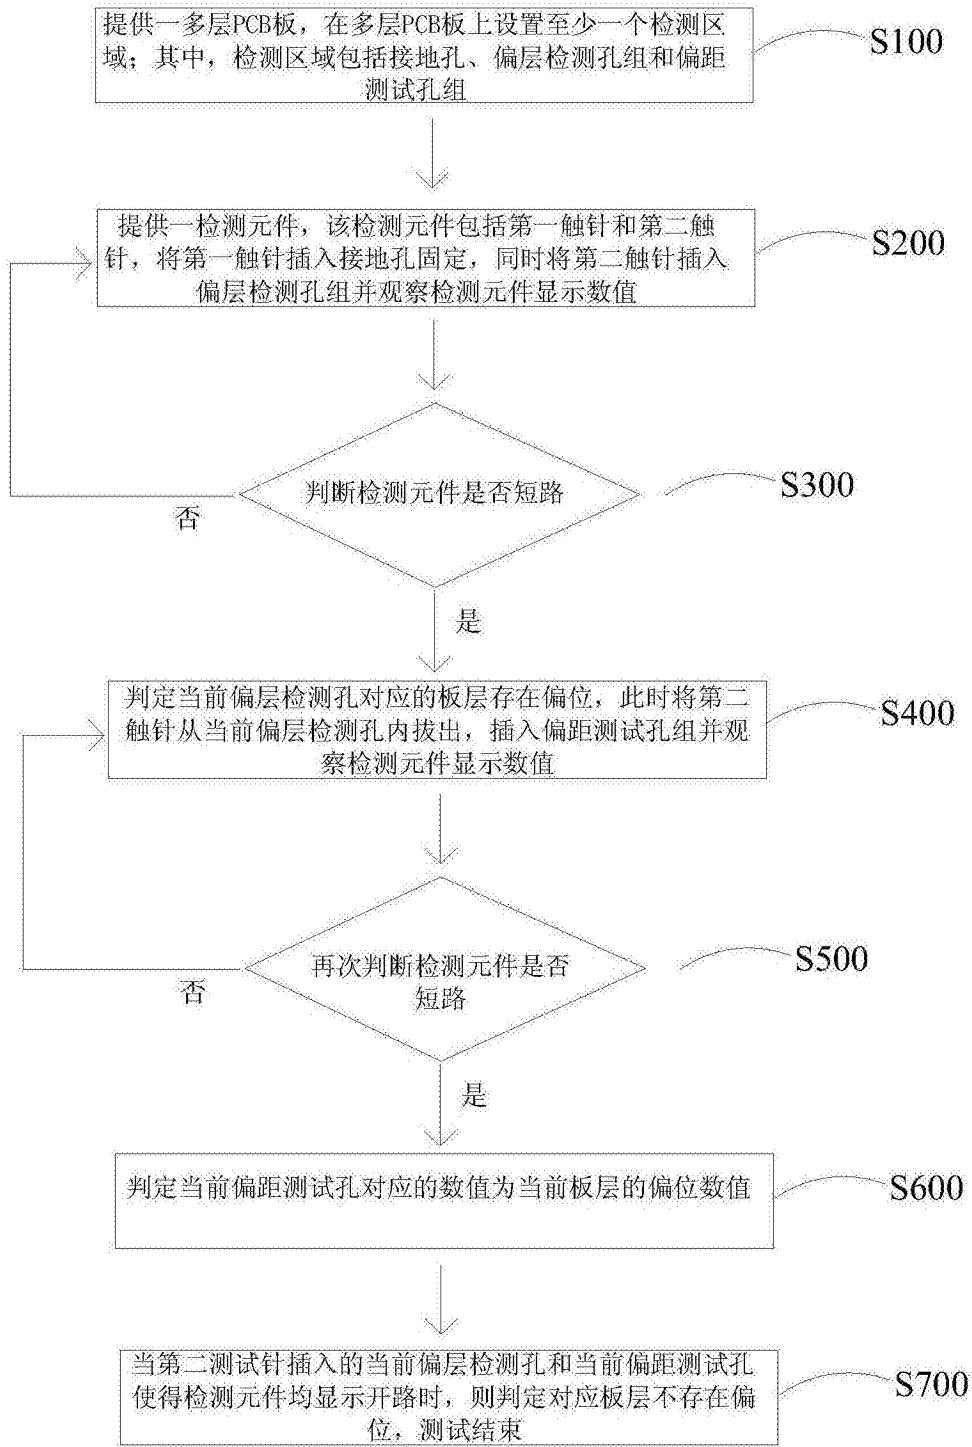 提供一多层PCB板，在多层PCB板上设置至少一个检测区
域；其中，检测区域包括接地孔、偏层检测孔组和偏距
测试孔组
S100
提供一检测元件，该检测元件包括第一触针和第二触
针，将第一触针插入接地孔固定，同时将第二触针插入
偏层检测孔组并观察检测元件显示数值
S200
判断检测元件是否短路
S300
否
是
判定当前偏层检测孔对应的板层存在偏位，此时将第二
触针从当前偏层检测孔内拔出，插入偏距测试孔组并观
察检测元件显示数值
S400
再次判断检测元件是否
短路
S500
否
是
判定当前偏距测试孔对应的数值为当前板层的偏位数值
S600
当第二测试针插入的当前偏层检测孔和当前偏距测试孔
使得检测元件均显示开路时，则判定对应板层不存在偏
位，测试结束
S700